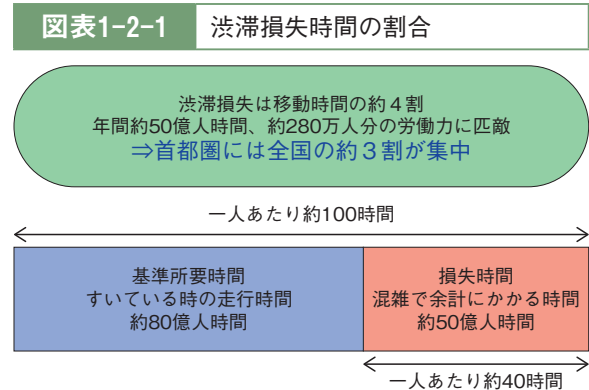 図表1-2-1 渋滞損失時間の割合
渋滞損失は移動時間の約4割
年間約50億人時間、約280万人分の労働力に匹敵
⇒首都圏には全国の約3割が集中
一人あたり約100時間
基準所要時間
すいている時の走行時間
約80億人時間
損失時間
混雑で余計にかかる時間
約50億人時間
一人あたり約40時間